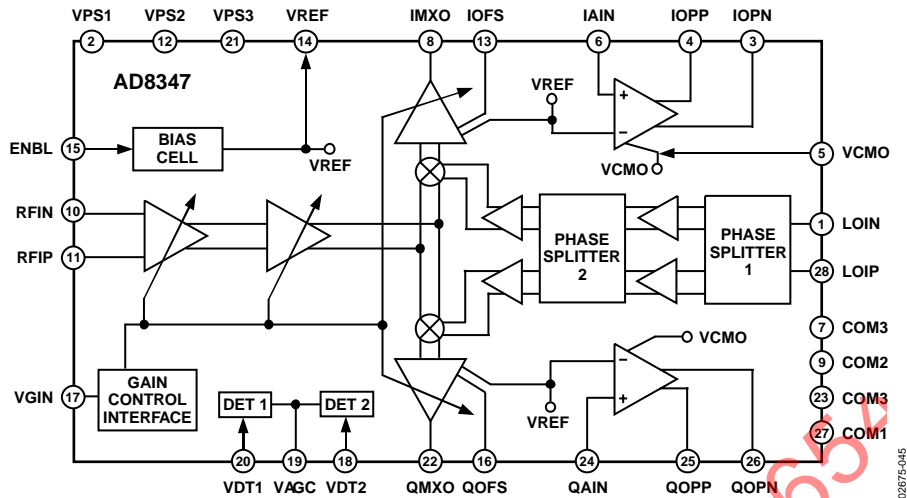 VPS1 VPS2 VPS3 VREF IMXO IOFS IAIN IOPP IOPN
2 12 21 14 8 13 6 4 3
AD8347
ENBL 15
BIAS
CELL
VREF
VREF
+
−
VCMO
5 VCMO
RFIN 10
RFIP 11
PHASE
SPLITTER
2
PHASE
SPLITTER
1
1 LOIN
28 LOIP
7 COM3
9 COM2
23 COM3
27 COM1
VGIN 17
GAIN
CONTROL
INTERFACE
DET 1
DET 2
VREF
VCMO
−
+
20 19 18 22 16 24 25 26
VDT1 VAGC VDT2 QMXO QOFS QAIN QOPP QOPN
02675-045
654